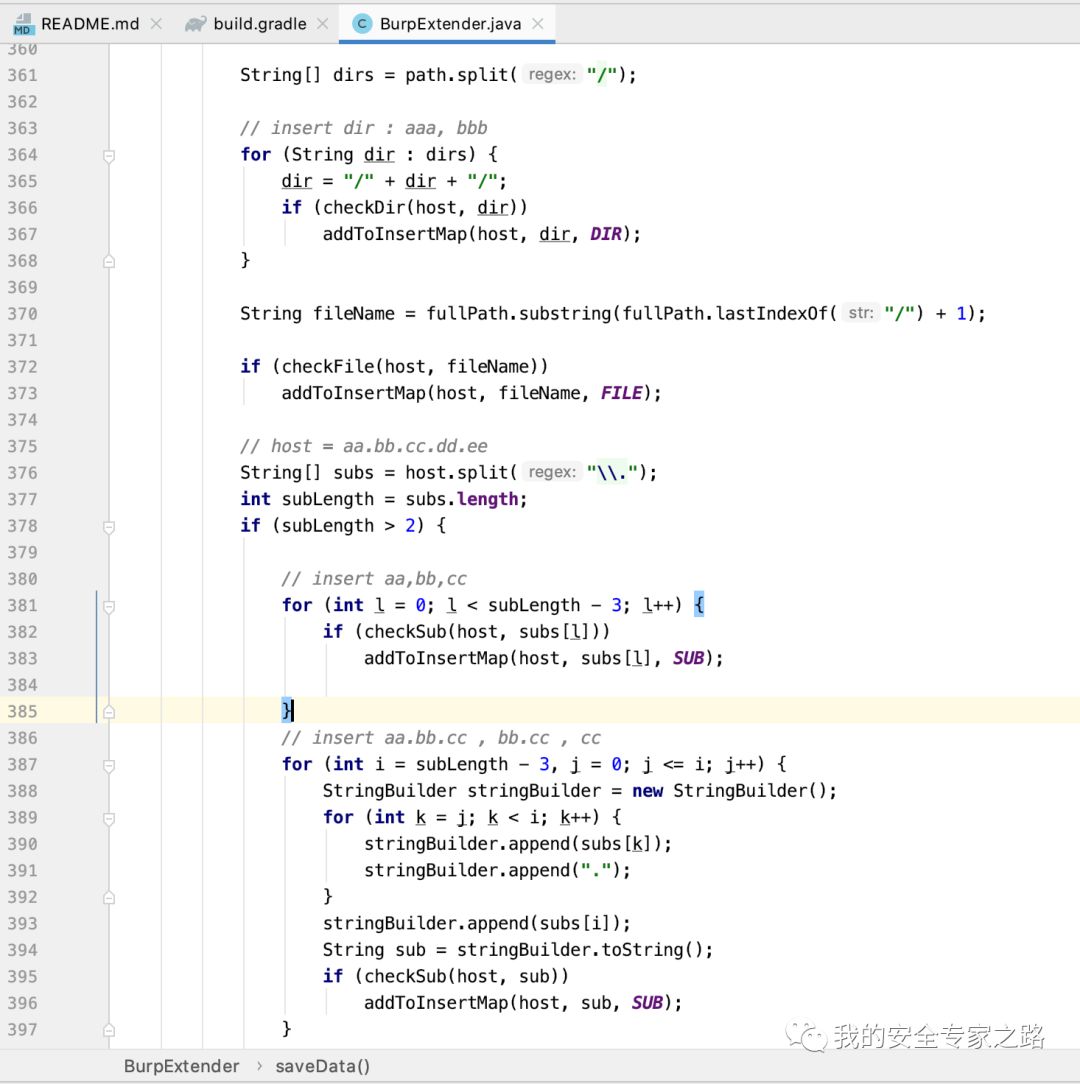 MD README.md build.gradle C BurpExtender.java
360
361 String[] dirs = path.split( regex: "/");
362
363 // insert dir : aaa, bbb
364 for (String dir : dirs) {
365 dir = "/" + dir + "/";
366 if (checkDir(host, dir))
367 addToInsertMap(host, dir, DIR);
368 }
369
370 String fileName = fullPath.substring(fullPath.lastIndexOf( str: "/") + 1);
371
372 if (checkFile(host, fileName))
373 addToInsertMap(host, fileName, FILE);
374
375 // host = aa.bb.cc.dd.ee
376 String[] subs = host.split( regex: "\\.");
377 int subLength = subs.length;
378 if (subLength > 2) {
379
380 // insert aa,bb,cc
381 for (int l = 0; l < subLength - 3; l++) {
382 if (checkSub(host, subs[l]))
383 addToInsertMap(host, subs[l], SUB);
384
385 }
386 // insert aa.bb.cc , bb.cc , cc
387 for (int i = subLength - 3, j = 0; j <= i; j++) {
388 StringBuilder stringBuilder = new StringBuilder();
389 for (int k = j; k < i; k++) {
390 stringBuilder.append(subs[k]);
391 stringBuilder.append(".");
392 }
393 stringBuilder.append(subs[i]);
394 String sub = stringBuilder.toString();
395 if (checkSub(host, sub))
396 addToInsertMap(host, sub, SUB);
397 }
我的安全专家之路
BurpExtender › saveData()